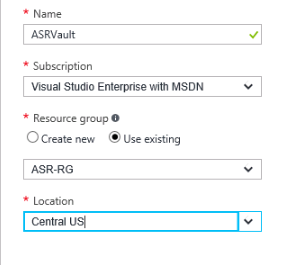 * Name
ASRVault
* Subscription
Visual Studio Enterprise with MSDN
* Resource group
Create new Use existing
ASR-RG
* Location
Central US